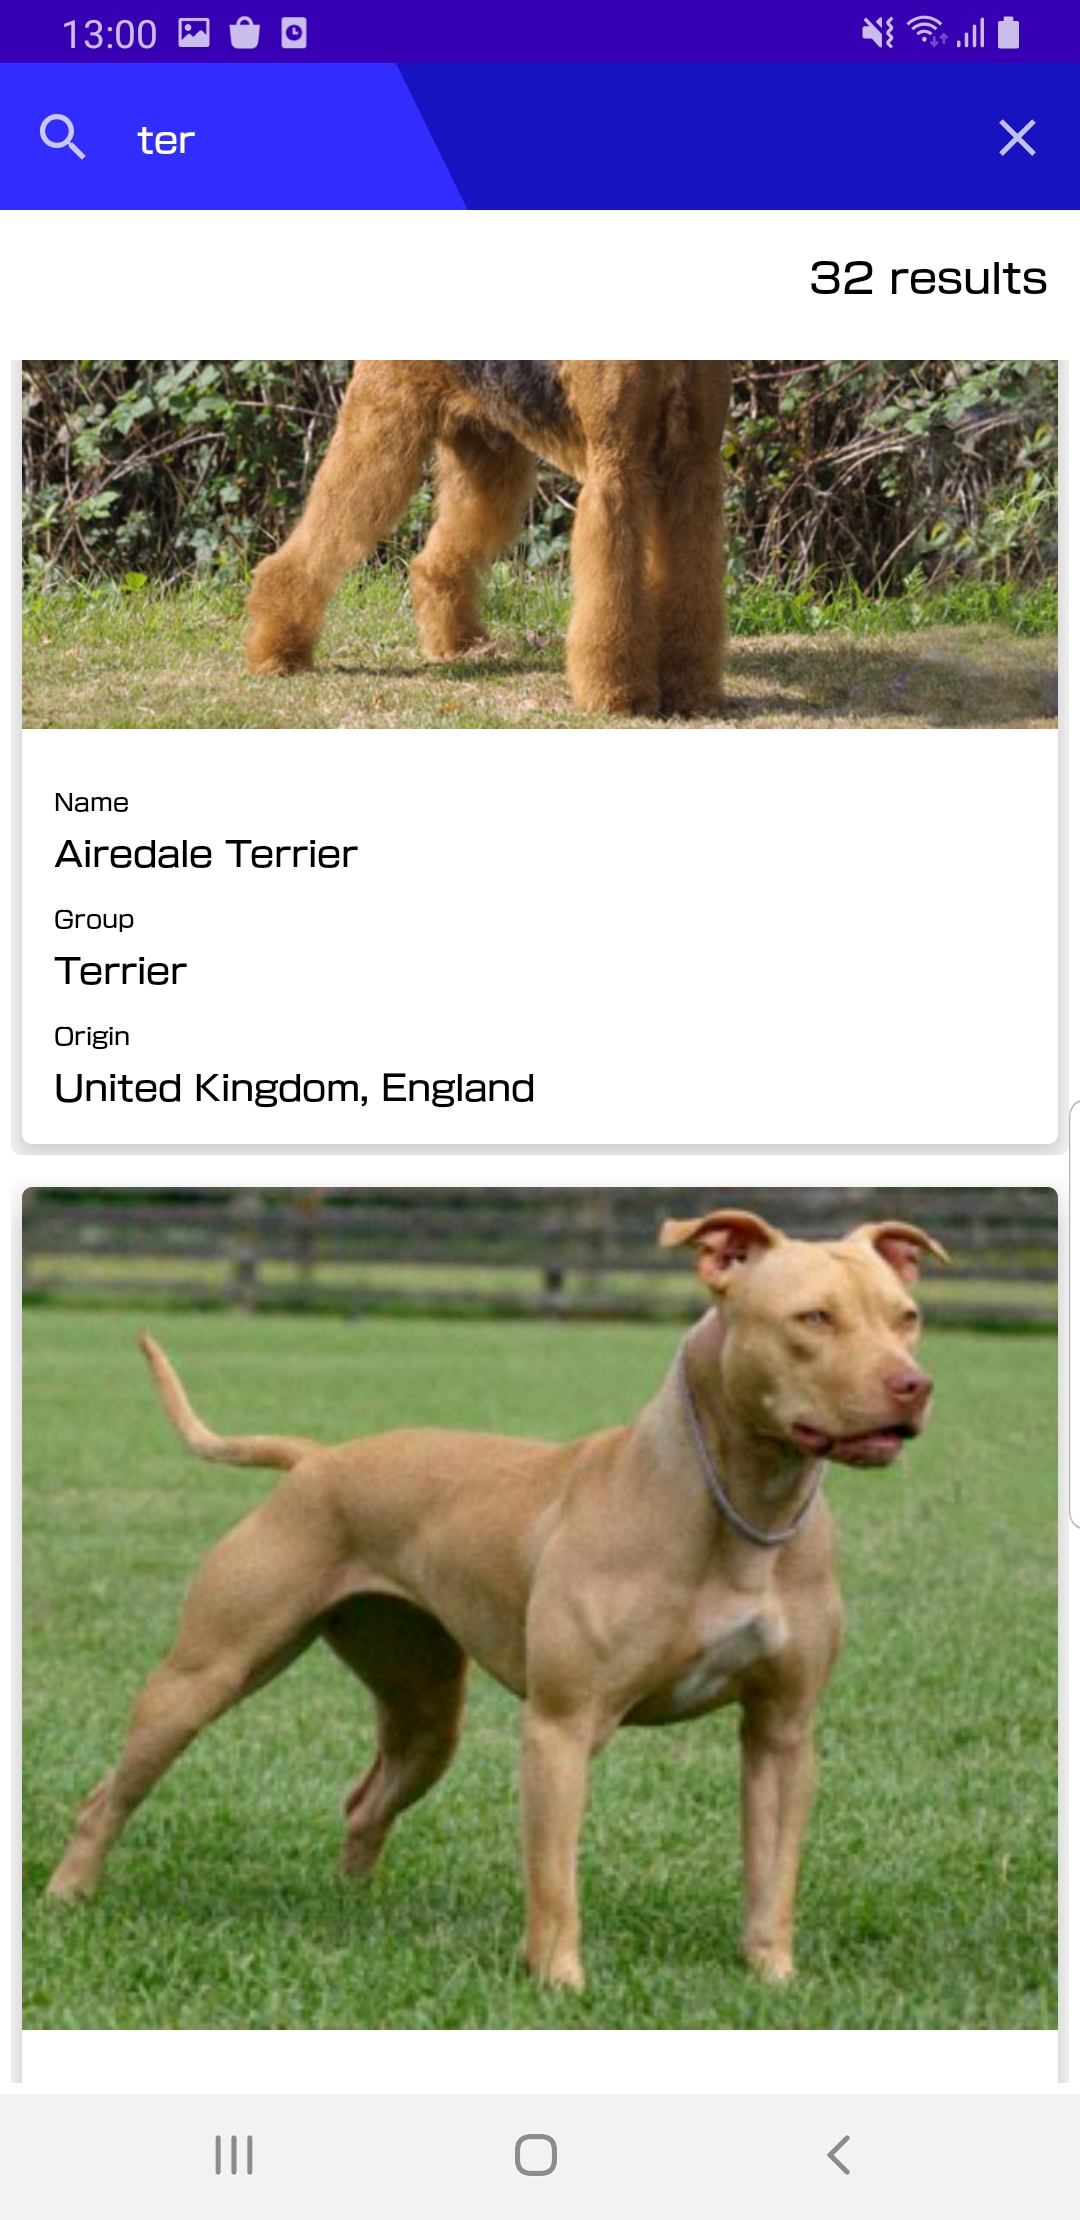 13:00
ter
32 results
Name
Airedale Terrier
Group
Terrier
Origin
United Kingdom, England